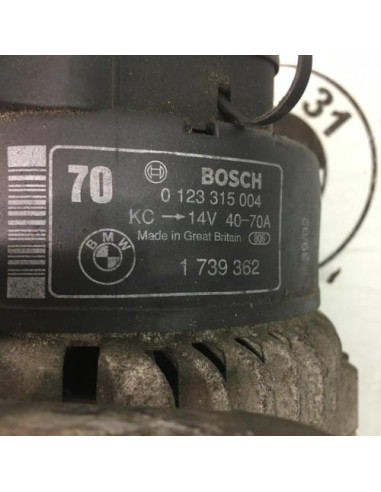 70
BOSCH
0 123 315 004
KC → 14V 40-70A
Made in Great Britain 806
BMW
1 739 362
31